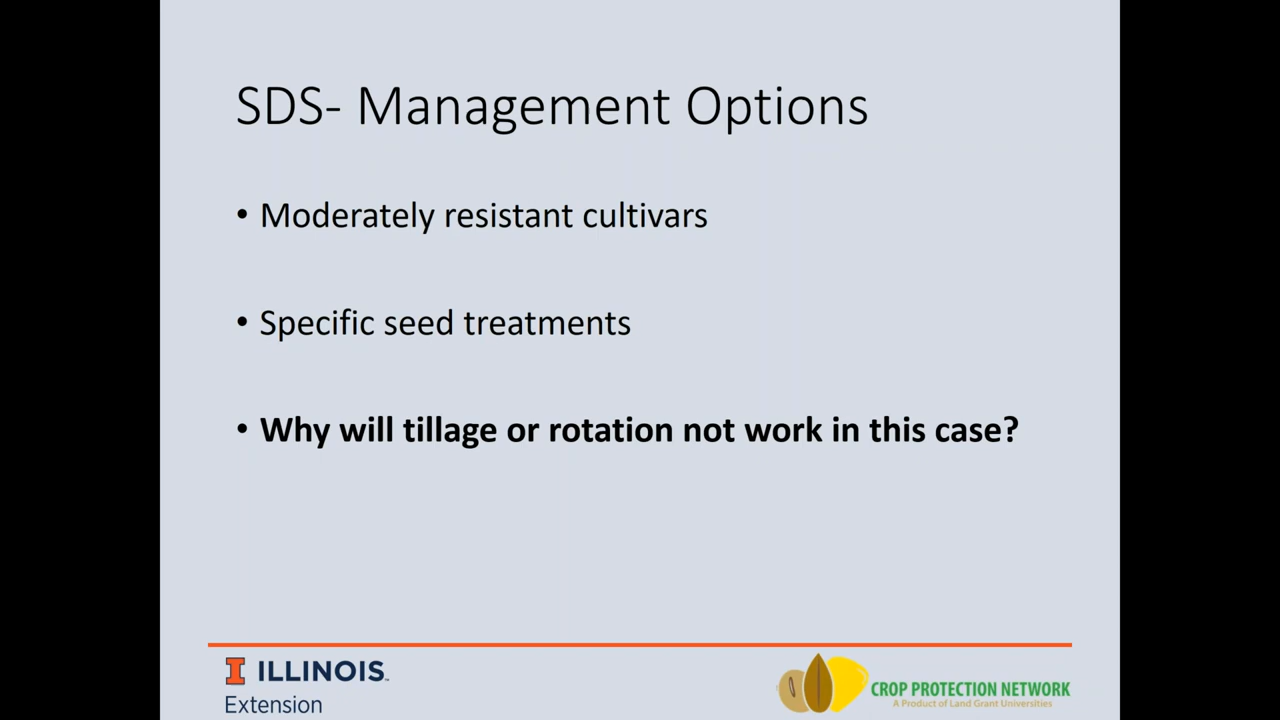 SDS- Management Options
• Moderately resistant cultivars
• Specific seed treatments
• Why will tillage or rotation not work in this case?
ILLINOIS
Extension
CROP PROTECTION NETWORK
A Product of Land Grant Universities